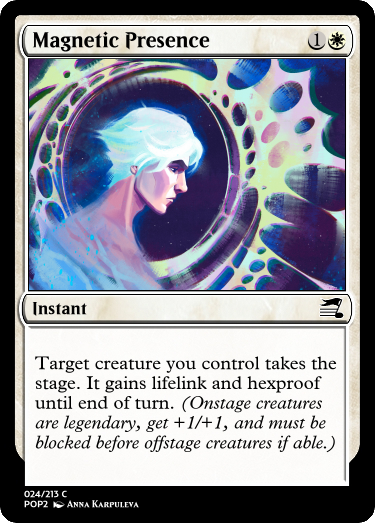 Magnetic Presence 1
Instant
Target creature you control takes the
stage. It gains lifelink and hexproof
until end of turn. (Onstage creatures
are legendary, get +1/+1, and must be
blocked before offstage creatures if able.)
024/213 C
POP2 Anna Karpuleva